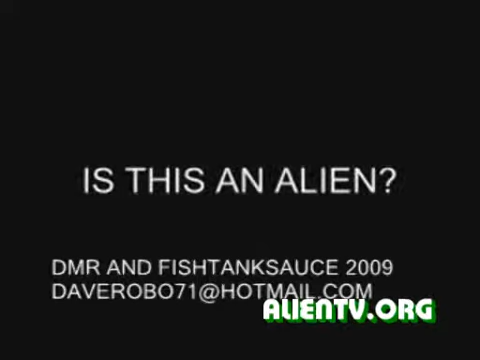 IS THIS AN ALIEN?
DMR AND FISHTANKSAUCE 2009
DAVEROBO71@HOTMAIL.COM
ALIENTV.ORG